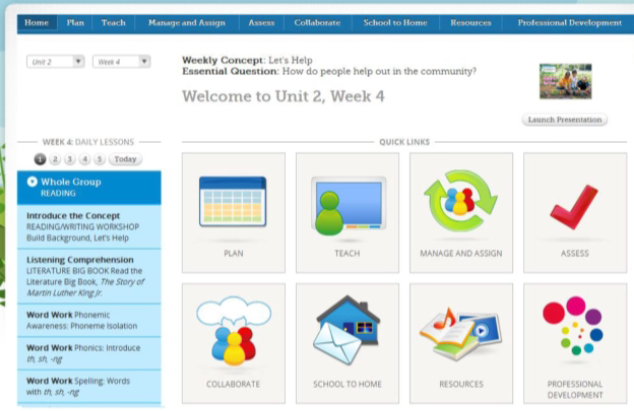 Home Plan Teach Manage and Assign Assess Collaborate School to Home Resources Professional Development
Unit 2 Week 4
Weekly Concept: Let's Help
Essential Question: How do people help out in the community?
Welcome to Unit 2, Week 4
Launch Presentation
WEEK 4: DAILY LESSONS
1 2 3 4 5 Today
Whole Group
READING
Introduce the Concept
READING/WRITING WORKSHOP
Build Background, Let's Help
Listening Comprehension
LITERATURE BIG BOOK Read the
Literature Big Book, The Story of
Martin Luther King Jr.
Word Work Phonemic
Awareness: Phoneme Isolation
Word Work Phonics: Introduce
th, sh, -ng
Word Work Spelling: Words
with th, sh, -ng
QUICK LINKS
PLAN
TEACH
MANAGE AND ASSIGN
ASSESS
COLLABORATE
SCHOOL TO HOME
RESOURCES
PROFESSIONAL
DEVELOPMENT